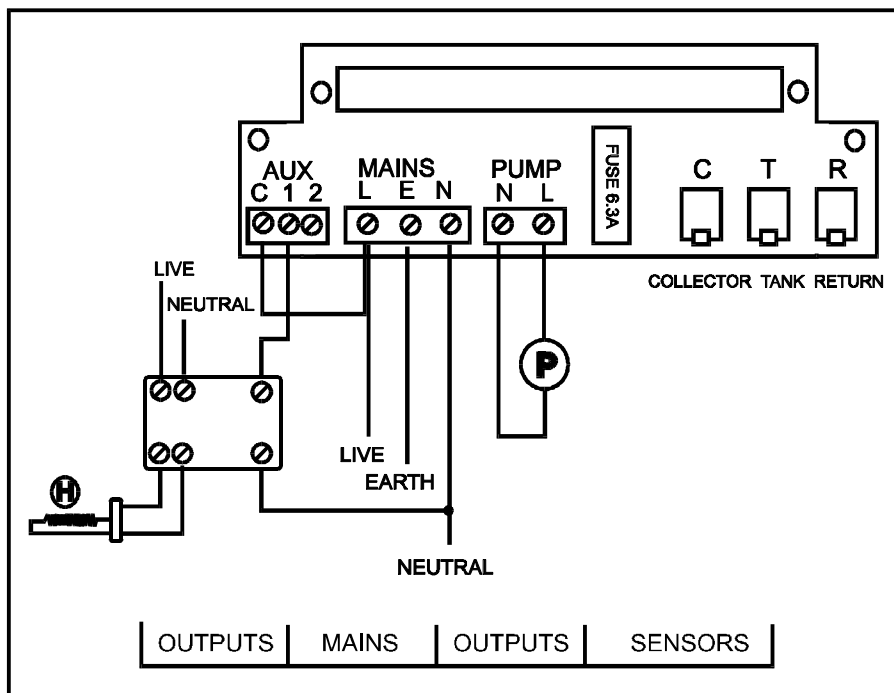 AUX MAINS PUMP
C 1 2 L E N N L
FUSE 6.3A
C T R
COLLECTOR TANK RETURN
LIVE
NEUTRAL
P
LIVE
EARTH
H
NEUTRAL
OUTPUTS MAINS OUTPUTS SENSORS